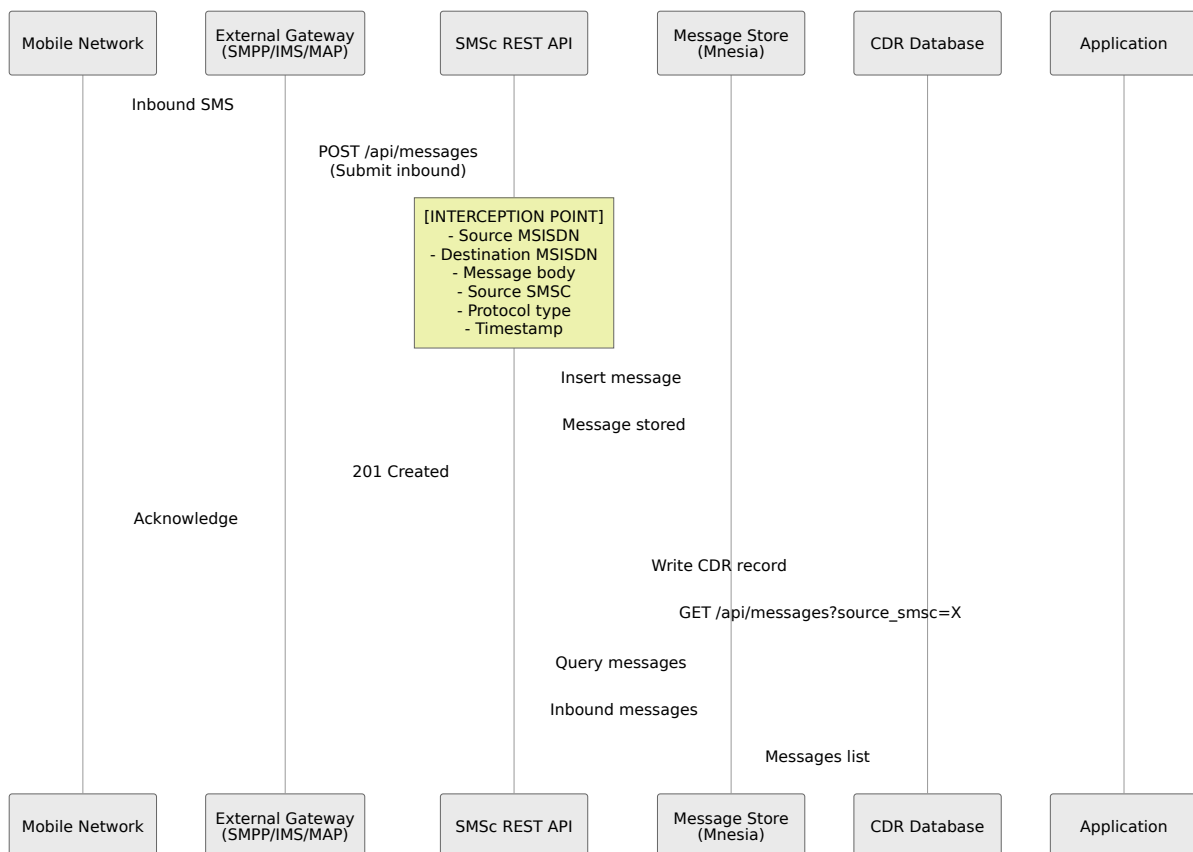 Mobile Network
External Gateway
(SMPP/IMS/MAP)
SMSc REST API
Message Store
(Mnesia)
CDR Database
Application
Inbound SMS
POST /api/messages
(Submit inbound)
[INTERCEPTION POINT]
- Source MSISDN
- Destination MSISDN
- Message body
- Source SMSC
- Protocol type
- Timestamp
Insert message
Message stored
201 Created
Acknowledge
Write CDR record
GET /api/messages?source_smsc=X
Query messages
Inbound messages
Messages list
Mobile Network
External Gateway
(SMPP/IMS/MAP)
SMSc REST API
Message Store
(Mnesia)
CDR Database
Application